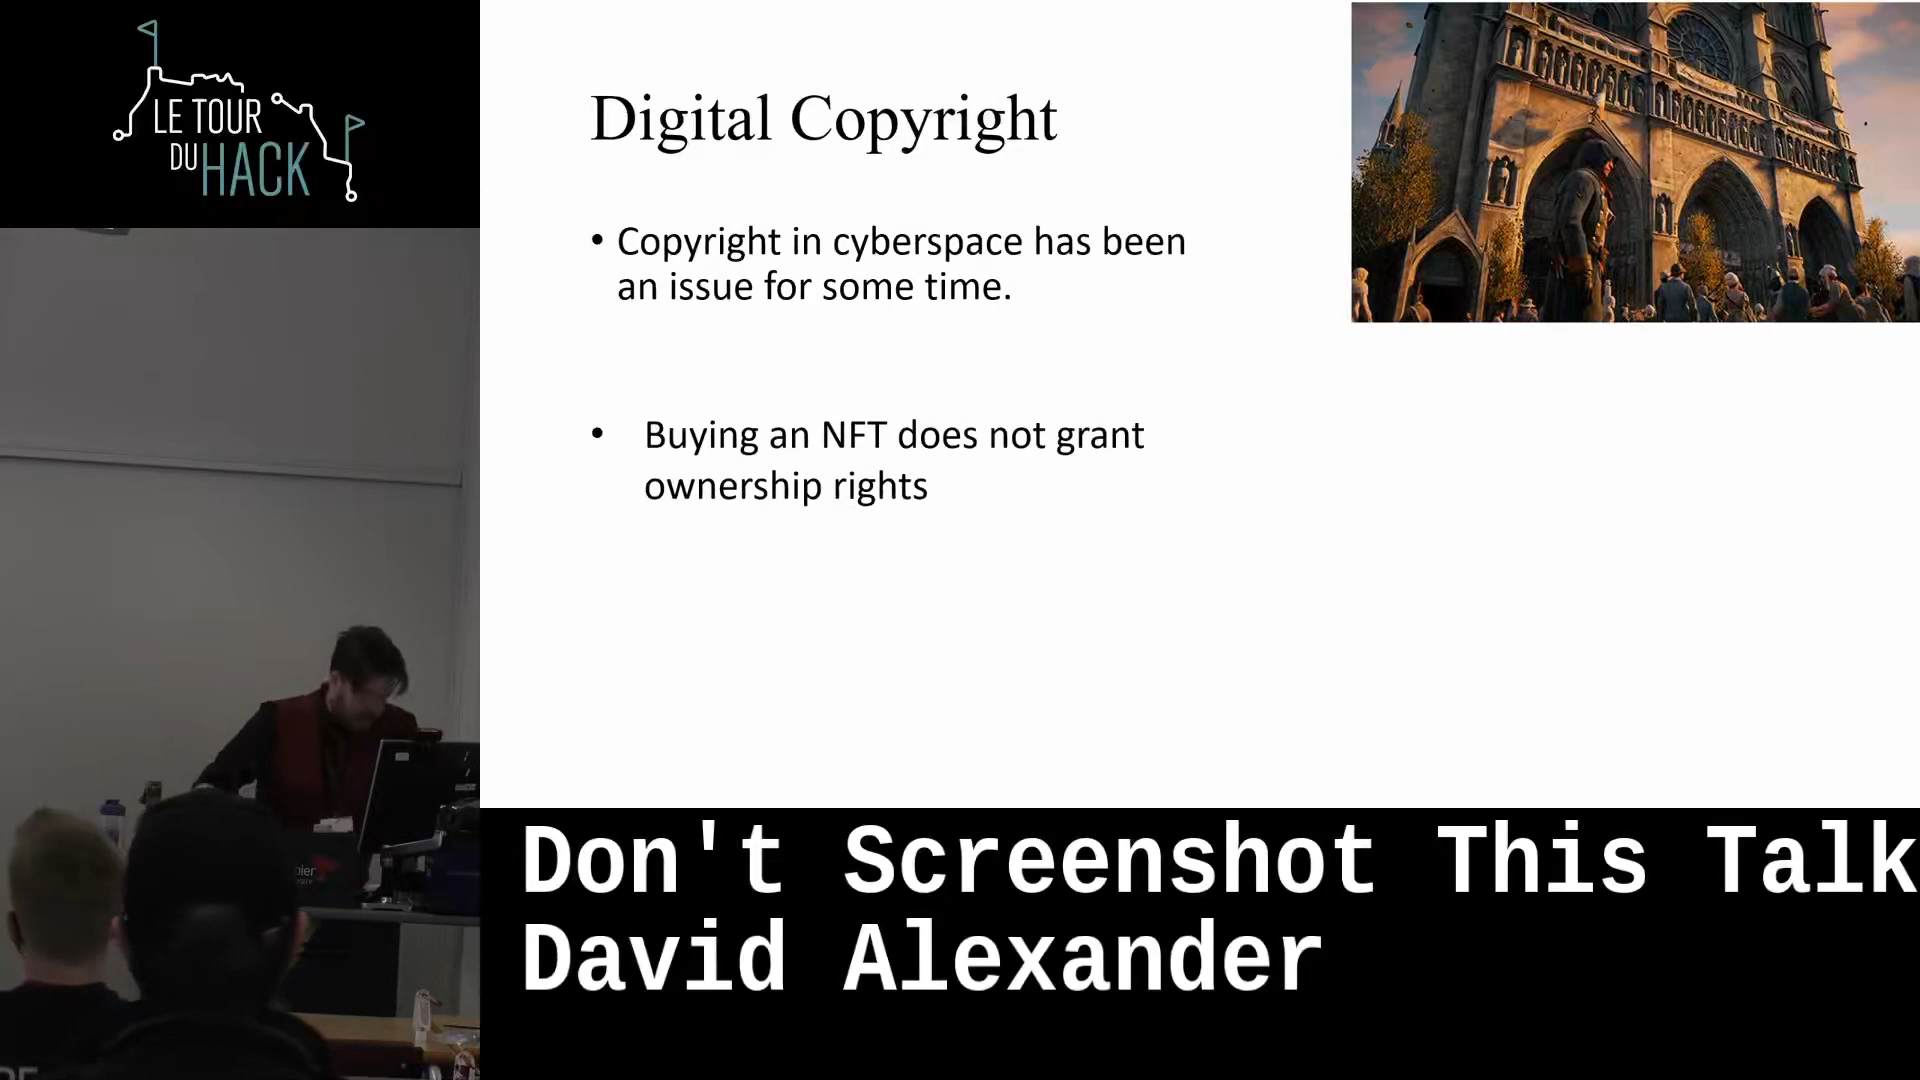 LE TOUR
DU HACK
Digital Copyright
• Copyright in cyberspace has been
an issue for some time.
• Buying an NFT does not grant
ownership rights
Don't Screenshot This Talk
David Alexander